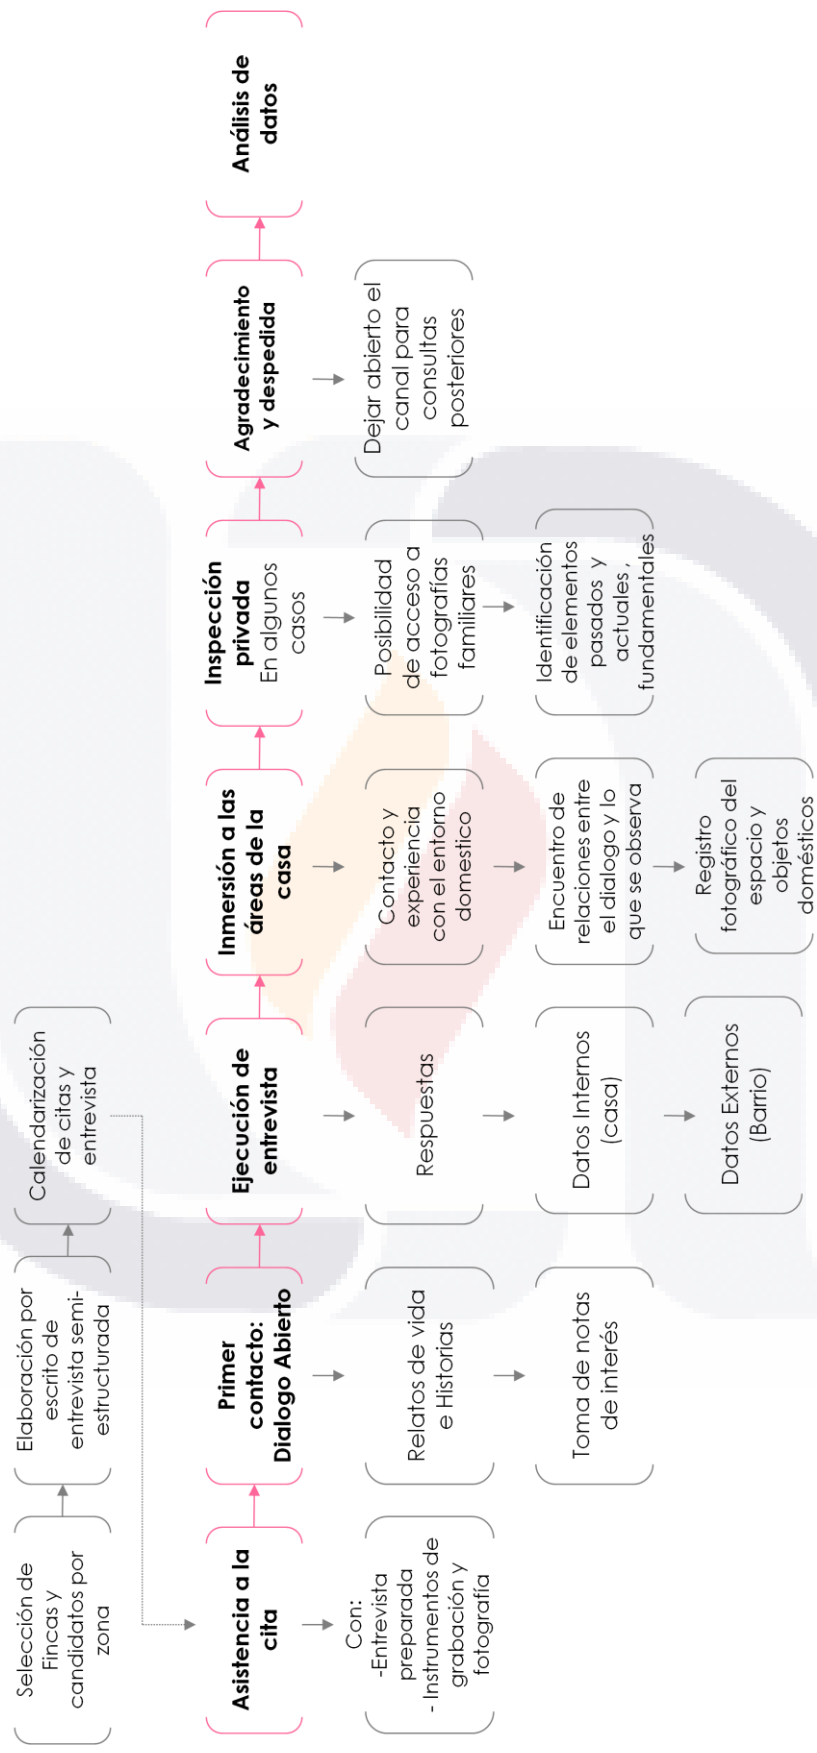 Selección de
Fincas y
candidatos por
zona
Elaboración por
escrito de
entrevista semi-
estructurada
Calendarización
de citas y
entrevista
Asistencia a la
cita
Primer
contacto:
Dialogo Abierto
Ejecución de
entrevista
Inmersión a las
áreas de la
casa
Inspección
privada
En algunos
casos
Agradecimiento
y despedida
Análisis de
datos
Con:
-Entrevista
preparada
- Instrumentos de
grabación y
fotografía
Relatos de vida
e Historias
Respuestas
Contacto y
experiencia
con el entorno
domestico
Posibilidad
de acceso a
fotografías
familiares
Dejar abierto el
canal para
consultas
posteriores
Toma de notas
de interés
Datos Internos
(casa)
Encuentro de
relaciones entre
el dialogo y lo
que se observa
Identificación
de elementos
pasados y
actuales,
fundamentales
Datos Externos
(Barrio)
Registro
fotográfico del
espacio y
objetos
domésticos